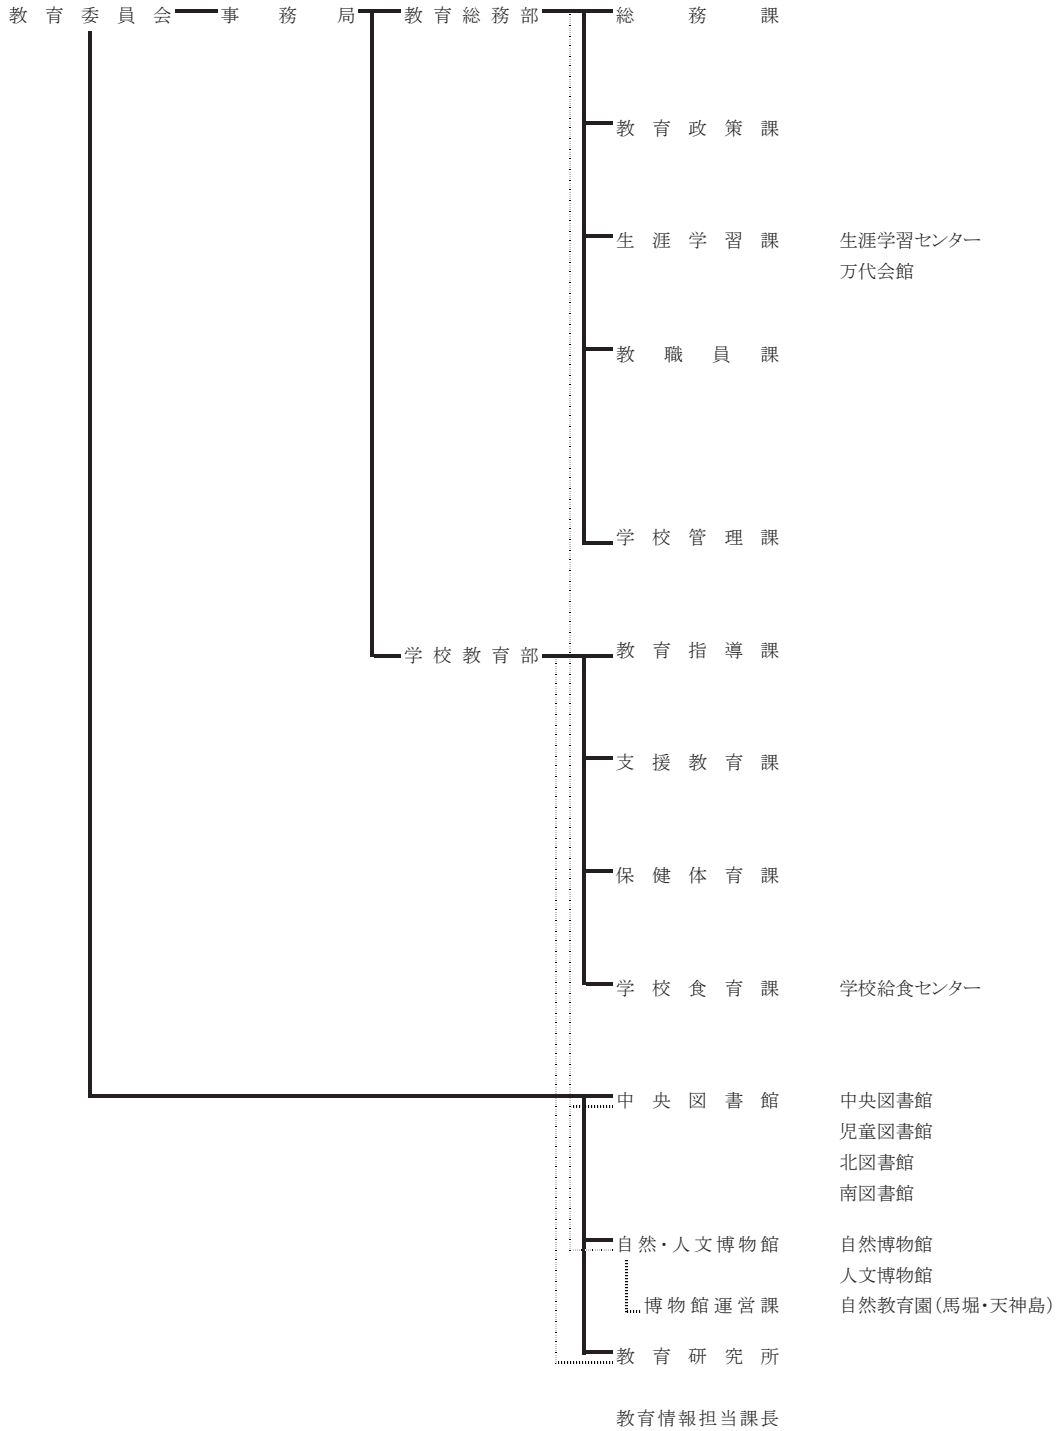 教育委員会 事務局 教育総務部 総務課
教育政策課
生涯学習課 生涯学習センター
万代会館
教職員課
学校管理課
学校教育部 教育指導課
支援教育課
保健体育課
学校食育課 学校給食センター
中央図書館 中央図書館
児童図書館
北図書館
南図書館
自然・人文博物館 自然博物館
人文博物館
博物館運営課 自然教育園(馬堀・天神島)
教育研究所
教育情報担当課長